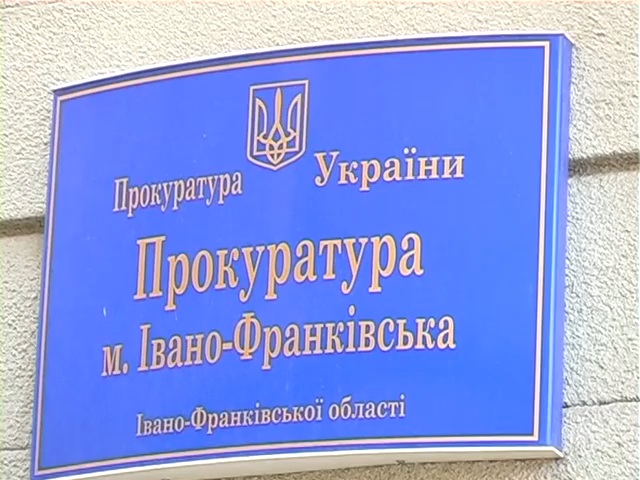 Прокуратура України
Прокуратура
м. Івано-Франківська
Івано-Франківської області